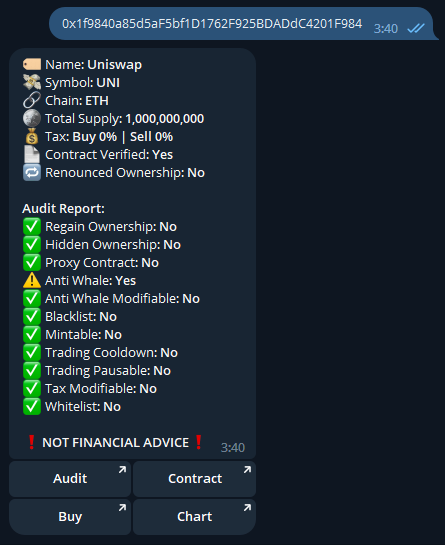 0x1f9840a85d5aF5bf1D1762F925BDADdC4201F984 3:40
Name: Uniswap
Symbol: UNI
Chain: ETH
Total Supply: 1,000,000,000
Tax: Buy 0% | Sell 0%
Contract Verified: Yes
Renounced Ownership: No
Audit Report:
Regain Ownership: No
Hidden Ownership: No
Proxy Contract: No
Anti Whale: Yes
Anti Whale Modifiable: No
Blacklist: No
Mintable: No
Trading Cooldown: No
Trading Pausable: No
Tax Modifiable: No
Whitelist: No
❗ NOT FINANCIAL ADVICE ❗ 3:40
Audit Contract
Buy Chart